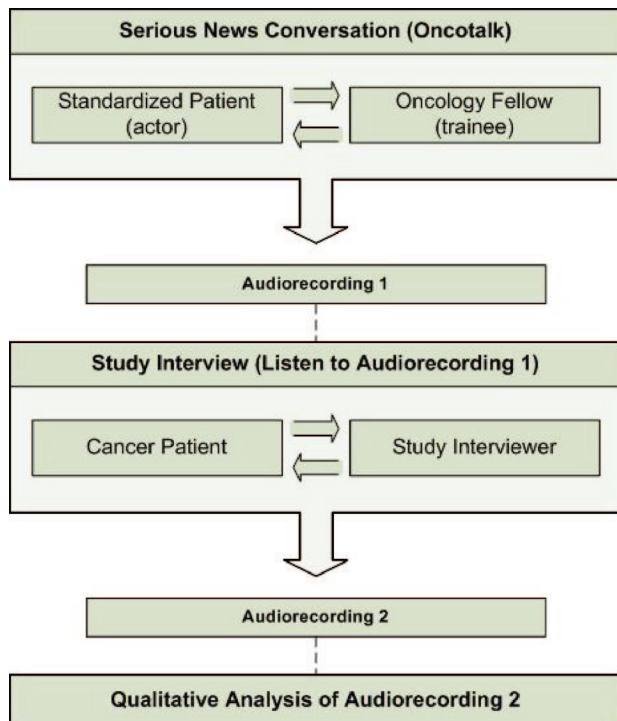 Serious News Conversation (Oncotalk)
Standardized Patient
(actor)
Oncology Fellow
(trainee)
Audiorecording 1
Study Interview (Listen to Audiorecording 1)
Cancer Patient
Study Interviewer
Audiorecording 2
Qualitative Analysis of Audiorecording 2